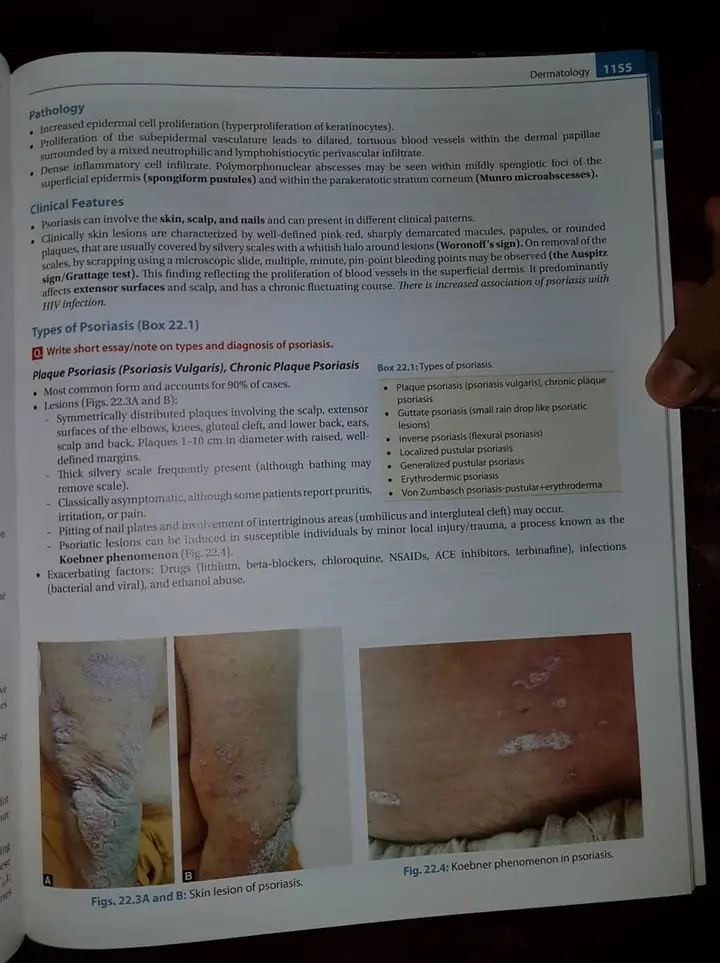 Dermatology 1155
Pathology
• Increased epidermal cell proliferation (hyperproliferation of keratinocytes).
• Proliferation of the subepidermal vasculature leads to dilated, tortuous blood vessels within the dermal papillae
surrounded by a mixed neutrophilic and lymphohistiocytic perivascular infiltrate.
• Dense inflammatory cell infiltrate. Polymorphonuclear abscesses may be seen within mildly spongiotic foci of the
superficial epidermis (spongiform pustules) and within the parakeratotic stratum corneum (Munro microabscesses).
Clinical Features
• Psoriasis can involve the skin, scalp, and nails and can present in different clinical patterns.
• Clinically skin lesions are characterized by well-defined pink-red, sharply demarcated macules, papules, or rounded
plaques, that are usually covered by silvery scales with a whitish halo around lesions (Woronoff's sign). On removal of the
scales, by scrapping using a microscopic slide, multiple, minute, pin-point bleeding points may be observed (the Auspitz
sign/Grattage test). This finding reflecting the proliferation of blood vessels in the superficial dermis. It predominantly
affects extensor surfaces and scalp, and has a chronic fluctuating course. There is increased association of psoriasis with
HIV infection.
Types of Psoriasis (Box 22.1)
Q. Write short essay/note on types and diagnosis of psoriasis.
Plaque Psoriasis (Psoriasis Vulgaris), Chronic Plaque Psoriasis
• Most common form and accounts for 90% of cases.
• Lesions (Figs. 22.3A and B):
– Symmetrically distributed plaques involving the scalp, extensor
surfaces of the elbows, knees, gluteal cleft, and lower back, ears,
scalp and back. Plaques 1–10 cm in diameter with raised, well-
defined margins.
– Thick silvery scale frequently present (although bathing may
remove scale).
– Classically asymptomatic, although some patients report pruritis,
irritation, or pain.
– Pitting of nail plates and involvement of intertriginous areas (umbilicus and intergluteal cleft) may occur.
– Psoriatic lesions can be induced in susceptible individuals by minor local injury/trauma, a process known as the
Koebner phenomenon (Fig. 22.4).
• Exacerbating factors: Drugs (lithium, beta-blockers, chloroquine, NSAIDs, ACE inhibitors, terbinafine), infections
(bacterial and viral), and ethanol abuse.
Box 22.1: Types of psoriasis.
• Plaque psoriasis (psoriasis vulgaris), chronic plaque
psoriasis
• Guttate psoriasis (small rain drop like psoriatic
lesions)
• Inverse psoriasis (flexural psoriasis)
• Localized pustular psoriasis
• Generalized pustular psoriasis
• Erythrodermic psoriasis
• Von Zumbasch psoriasis-pustular+erythroderma
A
B
Figs. 22.3A and B: Skin lesion of psoriasis.
Fig. 22.4: Koebner phenomenon in psoriasis.